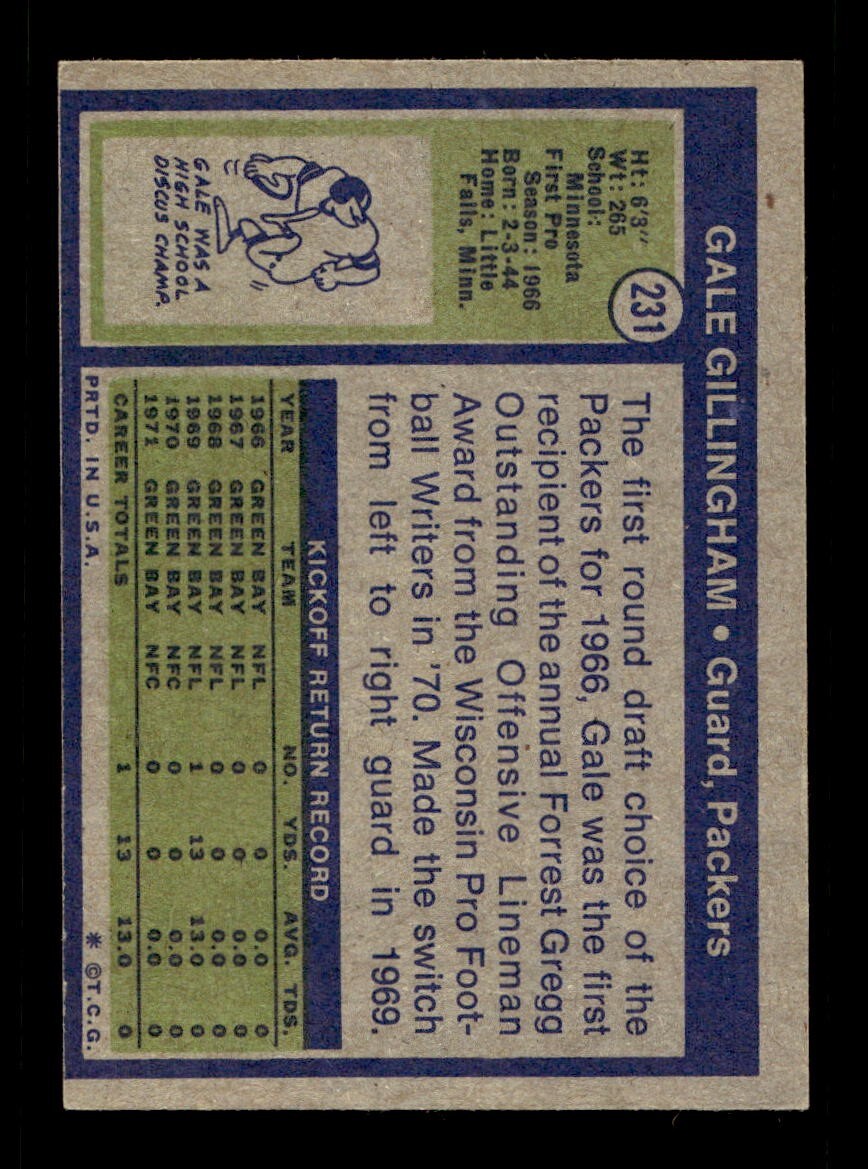 GALE GILLINGHAM • Guard, Packers
231
Ht: 6'3"
Wt: 265
School:
Minnesota
First Pro
Season: 1966
Born: 2-3-44
Home: Little
Falls, Minn.
GALE WAS A
HIGH SCHOOL
DISCUS CHAMP.
The first round draft choice of the
Packers for 1966, Gale was the first
recipient of the annual Forrest Gregg
Outstanding Offensive Lineman
Award from the Wisconsin Pro Foot-
ball Writers in '70. Made the switch
from left to right guard in 1969.
KICKOFF RETURN RECORD
YEAR TEAM NO. YDS. AVG. TDS.
1966 GREEN BAY NFL 0 0 0.0 0
1967 GREEN BAY NFL 0 0 0.0 0
1968 GREEN BAY NFL 0 0 0.0 0
1969 GREEN BAY NFL 1 13 13.0 0
1970 GREEN BAY NFC 0 0 0.0 0
1971 GREEN BAY NFC 0 0 0.0 0
CAREER TOTALS 1 13 13.0 0
PRTD. IN U.S.A. * ©T.C.G.